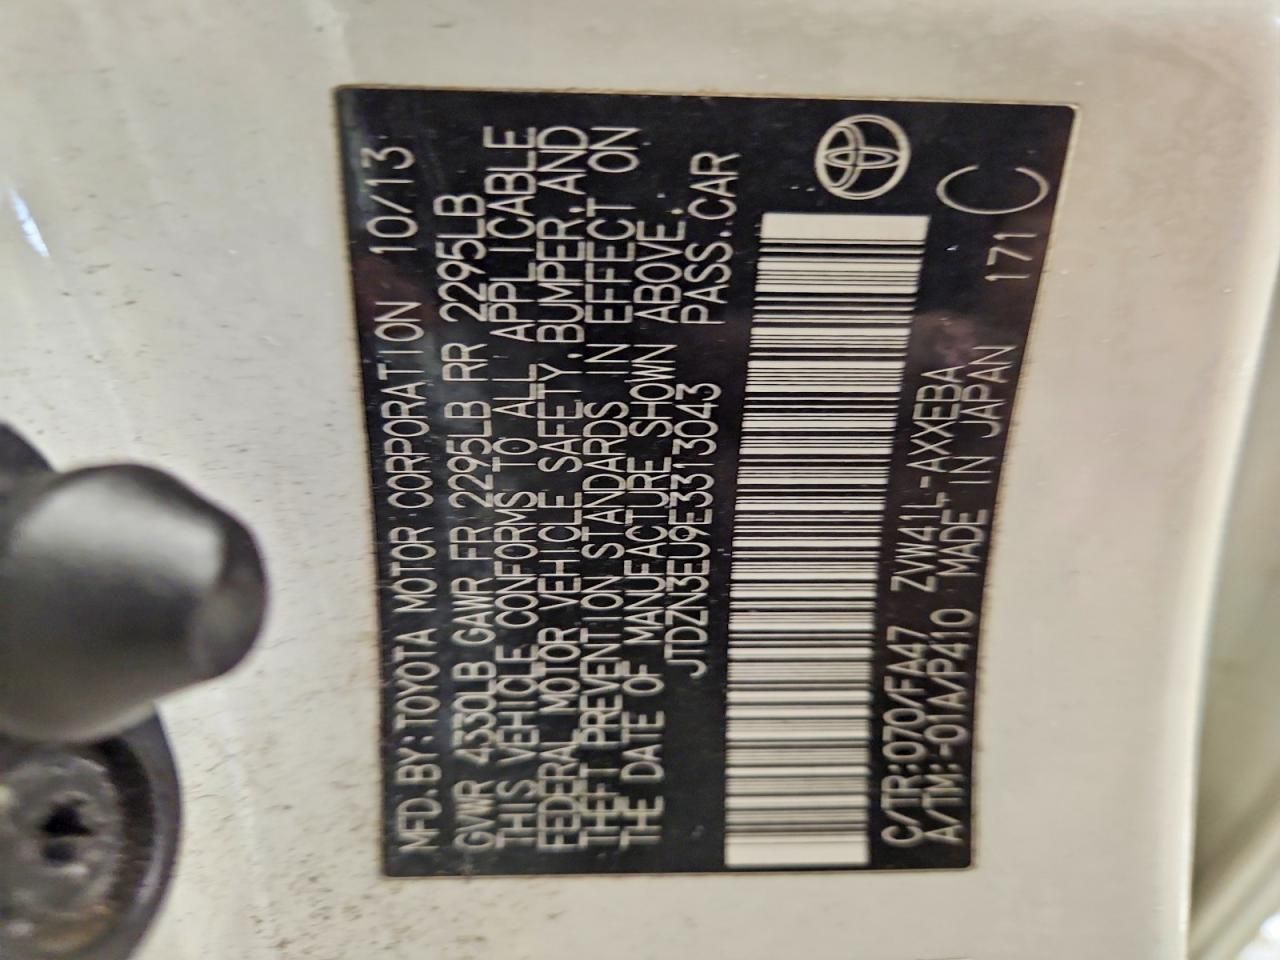 MFD.BY:TOYOTA MOTOR CORPORATION 10/13
GVWR 4330LB GAWR FR 2295LB RR 2295LB
THIS VEHICLE CONFORMS TO ALL APPLICABLE
FEDERAL MOTOR VEHICLE SAFETY, BUMPER, AND
THEFT PREVENTION STANDARDS IN EFFECT ON
THE DATE OF MANUFACTURE SHOWN ABOVE.
JTDZN3EU9E3313043 PASS.CAR
C/TR:070/FA47 ZVW41L-AXXEBA
A/TM:-01A/P410 MADE IN JAPAN 171 C